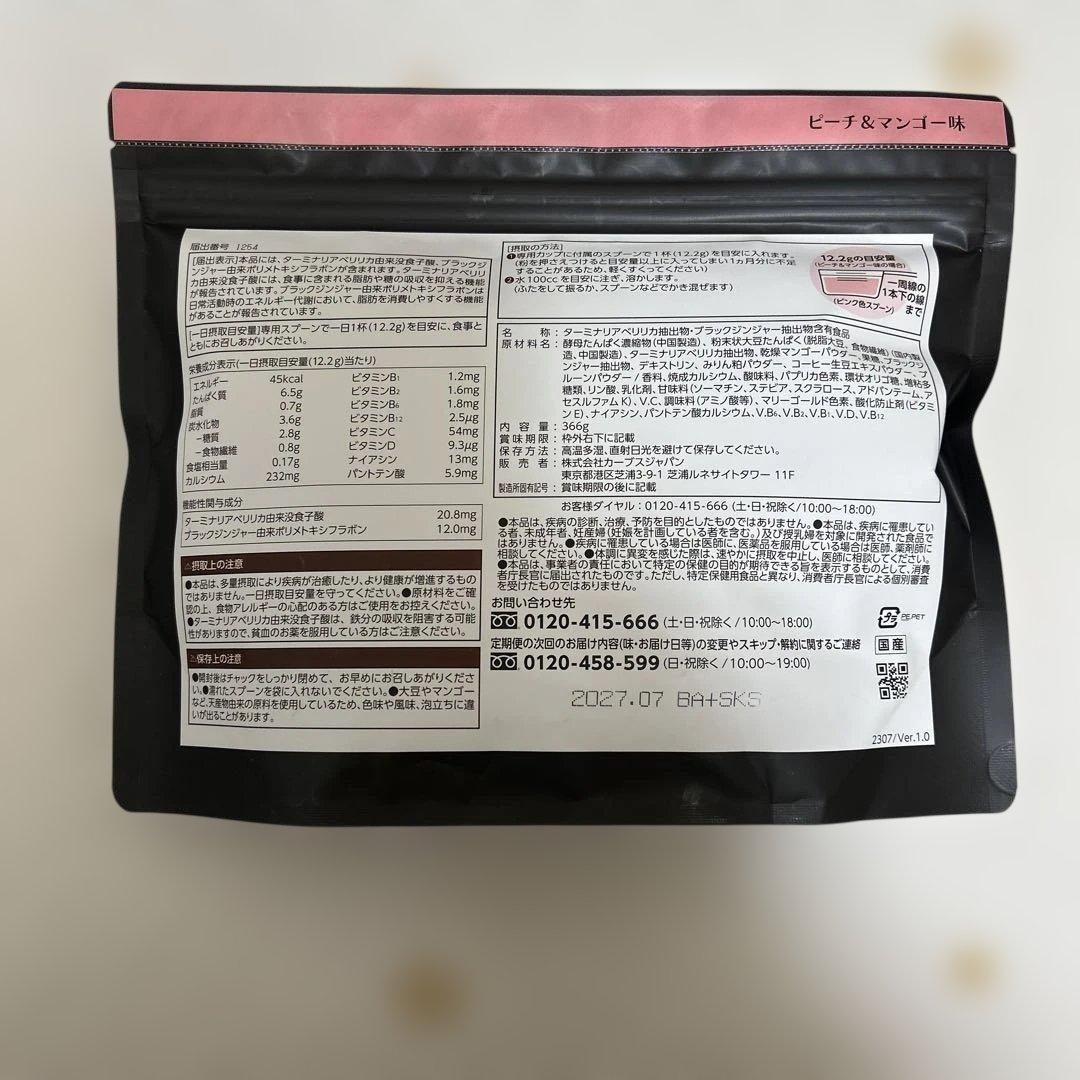 ピーチ&マンゴー味
届出番号 I254
[届出表示]本品には、ターミナリアベリリカ由来没食子酸、ブラックジ
ンジャー由来ポリメトキシフラボンが含まれます。ターミナリアベリリ
カ由来没食子酸には、食事に含まれる脂肪や糖の吸収を抑える機能
が報告されています。ブラックジンジャー由来ポリメトキシフラボンは
日常活動時のエネルギー代謝において、脂肪を消費しやすくする機能
があることが報告されています。
[一日摂取目安量]専用スプーンで一日1杯(12.2g)を目安に、食事と
ともにお召しあがりください。
栄養成分表示(一日摂取目安量(12.2g)当たり)
エネルギー 45kcal ビタミンB1 1.2mg
たんぱく質 6.5g ビタミンB2 1.6mg
脂質 0.7g ビタミンB6 1.8mg
炭水化物 3.6g ビタミンB12 2.5μg
−糖質 2.8g ビタミンC 54mg
−食物繊維 0.8g ビタミンD 9.3μg
食塩相当量 0.17g ナイアシン 13mg
カルシウム 232mg パントテン酸 5.9mg
機能性関与成分
ターミナリアベリリカ由来没食子酸 20.8mg
ブラックジンジャー由来ポリメトキシフラボン 12.0mg
⚠摂取上の注意
●本品は、多量摂取により疾病が治癒したり、より健康が増進するもの
ではありません。一日摂取目安量を守ってください。●原材料をご確
認の上、食物アレルギーの心配のある方はご使用をお控えください。
●ターミナリアベリリカ由来没食子酸は、鉄分の吸収を阻害する可能
性がありますので、貧血のお薬を服用している方はご注意ください。
⚠保存上の注意
●開封後はチャックをしっかり閉めて、お早めにお召しあがりくださ
い。●濡れたスプーンを袋に入れないでください。●大豆やマンゴー
など、天産物由来の原料を使用しているため、色味や風味、泡立ちに違
いが出ることがあります。
[摂取の方法]
❶専用カップに付属のスプーンで1杯(12.2g)を目安に入れます。
(粉を押さえつけると目安量以上に入ってしまい1ヵ月分に不足
することがあるため、軽くすくってください)
❷水100ccを目安に注ぎ、溶かします。
(ふたをして振るか、スプーンなどでかき混ぜます)
12.2gの目安量
(ピーチ&マンゴー味の場合)
一周線の
1本下の線
まで
(ピンク色スプーン)
名 称:ターミナリアベリリカ抽出物・ブラックジンジャー抽出物含有食品
原材料名:酵母たんぱく濃縮物(中国製造)、粉末状大豆たんぱく(脱脂大豆、食物繊維)(国内製
造、中国製造)、ターミナリアベリリカ抽出物、乾燥マンゴーパウダー、果糖、ブラックジ
ンジャー抽出物、デキストリン、みりん粕パウダー、コーヒー生豆エキスパウダー、プ
ルーンパウダー/香料、焼成カルシウム、酸味料、パプリカ色素、環状オリゴ糖、増粘多
糖類、リン酸、乳化剤、甘味料(ソーマチン、ステビア、スクラロース、アドバンテーム、ア
セスルファムK)、V.C、調味料(アミノ酸等)、マリーゴールド色素、酸化防止剤(ビタミ
ンE)、ナイアシン、パントテン酸カルシウム、V.B6、V.B2、V.B1、V.D、V.B12
内容量:366g
賞味期限:枠外右下に記載
保存方法:高温多湿、直射日光を避けて保存してください。
販売者:株式会社カーブスジャパン
東京都港区芝浦3-9-1 芝浦ルネサイトタワー 11F
製造所固有記号:賞味期限の後に記載
お客様ダイヤル:0120-415-666(土・日・祝除く/10:00〜18:00)
●本品は、疾病の診断、治療、予防を目的としたものではありません。●本品は、疾病に罹患してい
る者、未成年者、妊産婦(妊娠を計画している者を含む。)及び授乳婦を対象に開発された食品で
はありません。●疾病に罹患している場合は医師に、医薬品を服用している場合は医師、薬剤師に
相談してください。●体調に異変を感じた際は、速やかに摂取を中止し、医師に相談してください。
●本品は、事業者の責任において特定の保健の目的が期待できる旨を表示するものとして、消費
者庁長官に届出されたものです。ただし、特定保健用食品と異なり、消費者庁長官による個別審査
を受けたものではありません。
お問い合わせ先
0120-415-666(土・日・祝除く/10:00〜18:00)
定期便の次回のお届け内容(味・お届け日等)の変更やスキップ・解約に関するご連絡
0120-458-599(日・祝除く/10:00〜19:00)
プラ PE,PET
国産
2027.07 BA+SKS
2307/Ver.1.0